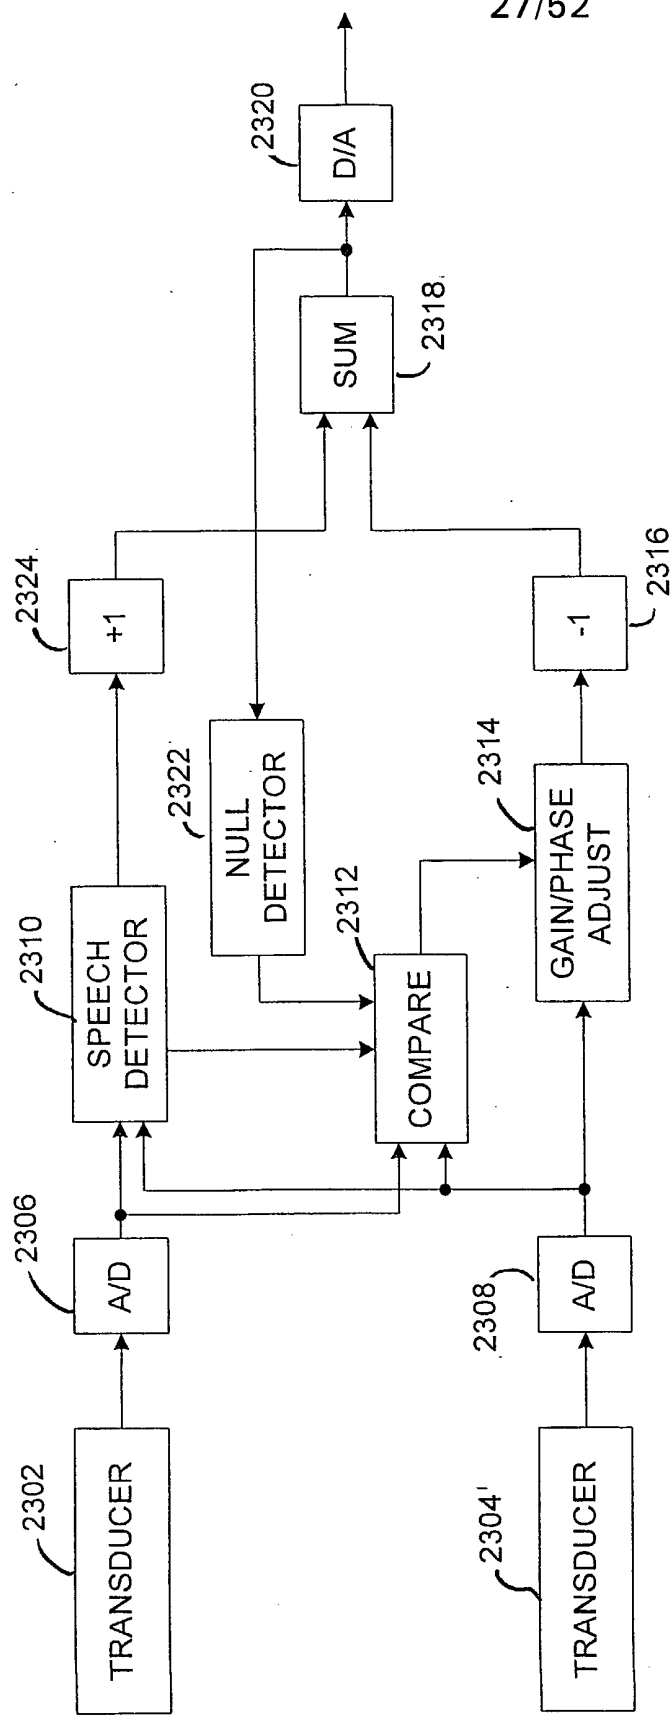 27/52
2302
TRANSDUCER
2306
A/D
2310
SPEECH
DETECTOR
2324
+1
2322
NULL
DETECTOR
2312
COMPARE
2304'
TRANSDUCER
2308
A/D
2314
GAIN/PHASE
ADJUST
-1
2316
SUM
2318
2320
D/A